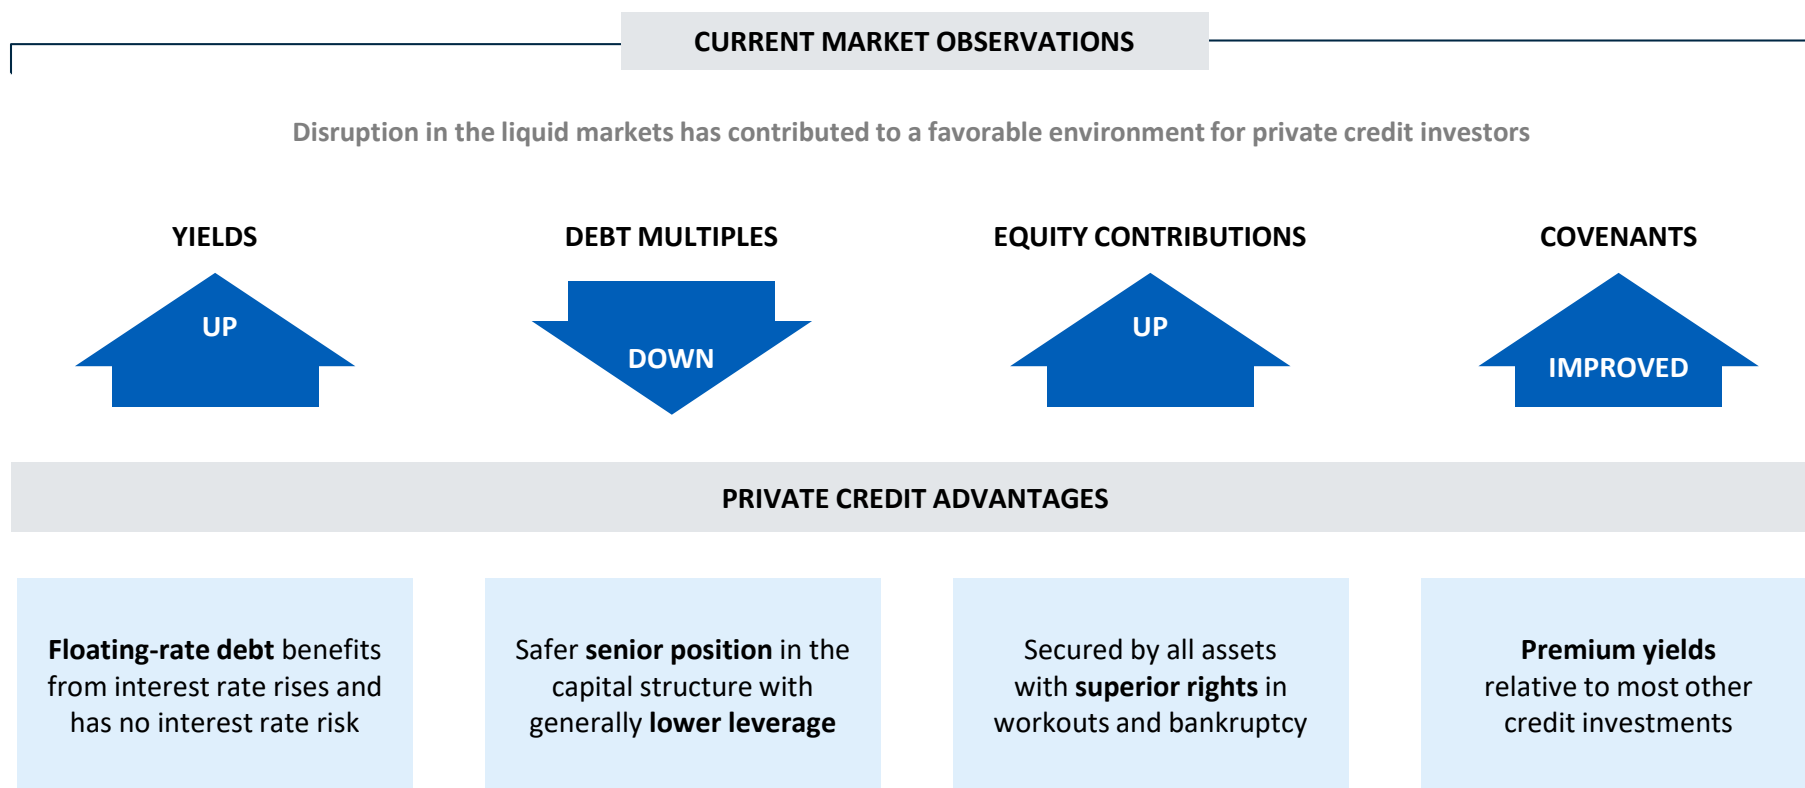 CURRENT MARKET OBSERVATIONS
Disruption in the liquid markets has contributed to a favorable environment for private credit investors
YIELDS
UP
DEBT MULTIPLES
DOWN
EQUITY CONTRIBUTIONS
UP
COVENANTS
IMPROVED
PRIVATE CREDIT ADVANTAGES
Floating-rate debt benefits
from interest rate rises and
has no interest rate risk
Safer senior position in the
capital structure with
generally lower leverage
Secured by all assets
with superior rights in
workouts and bankruptcy
Premium yields
relative to most other
credit investments